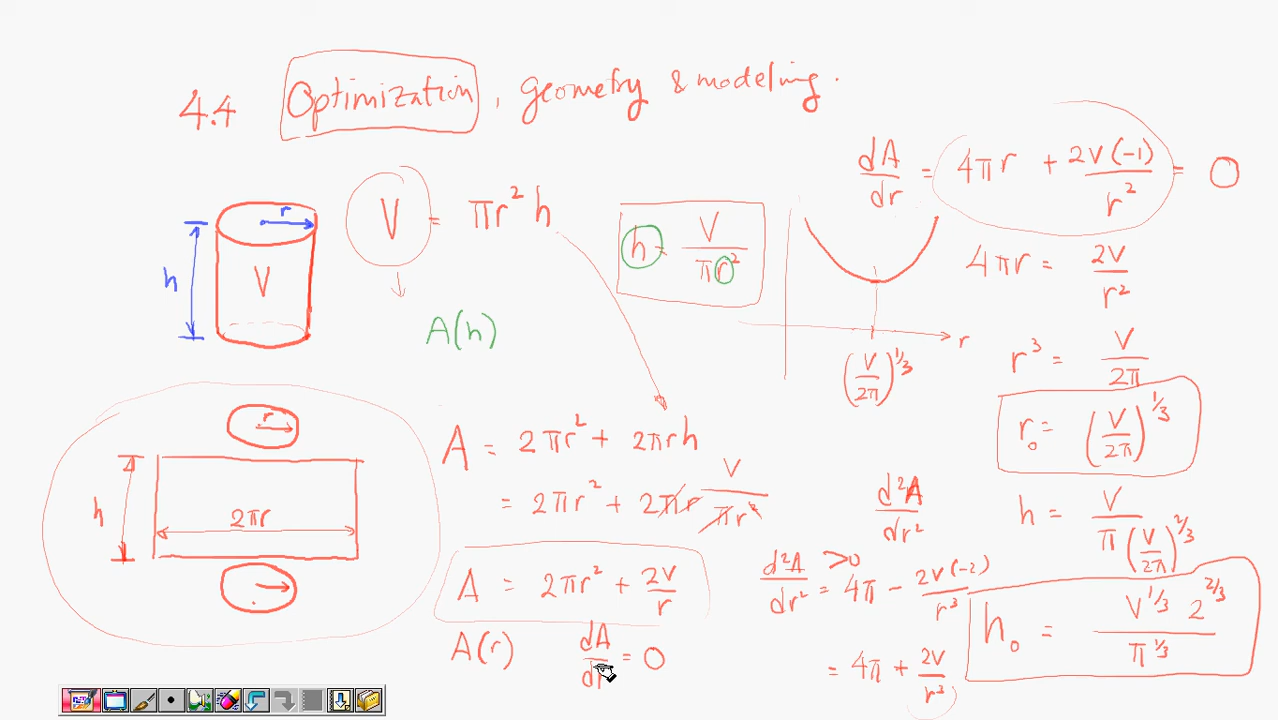 4.4 Optimization, geometry & modeling.
r
h
V
V = πr² h
A(h)
h = V/(πr²)
r
(V/2π)^1/3
dA/dr = 4πr + 2V(-1)/r² = 0
4πr = 2V/r²
r³ = V/2π
r₀ = (V/2π)^1/3
h = V/(π(V/2π)^2/3)
h₀ = V^1/3 2^2/3 / π^1/3
r
h
2πr
A = 2πr² + 2πrh
= 2πr² + 2πr V/(πr²)
A = 2πr² + 2V/r
A(r) dA/dr = 0
d²A/dr²
d²A/dr² > 0 = 4π - 2V(-2)/r³
= 4π + 2V/r³